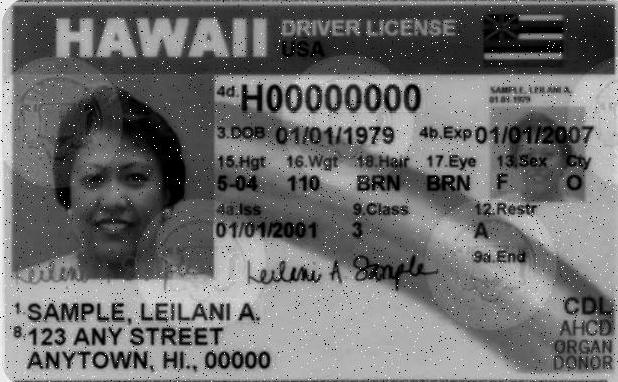 HAWAII DRIVER LICENSE
USA
4d. H00000000
SAMPLE, LEILANI A.
01/01/1979
3.DOB 01/01/1979 4b.Exp 01/01/2007
15.Hgt 16.Wgt 18.Hair 17.Eye 13.Sex Cty
5-04 110 BRN BRN F O
4a.Iss 9.Class 12.Restr
01/01/2001 3 A
9a.End
Leilani A Sample
1. SAMPLE, LEILANI A.
8. 123 ANY STREET
ANYTOWN, HI., 00000
CDL
AHCD
ORGAN
DONOR